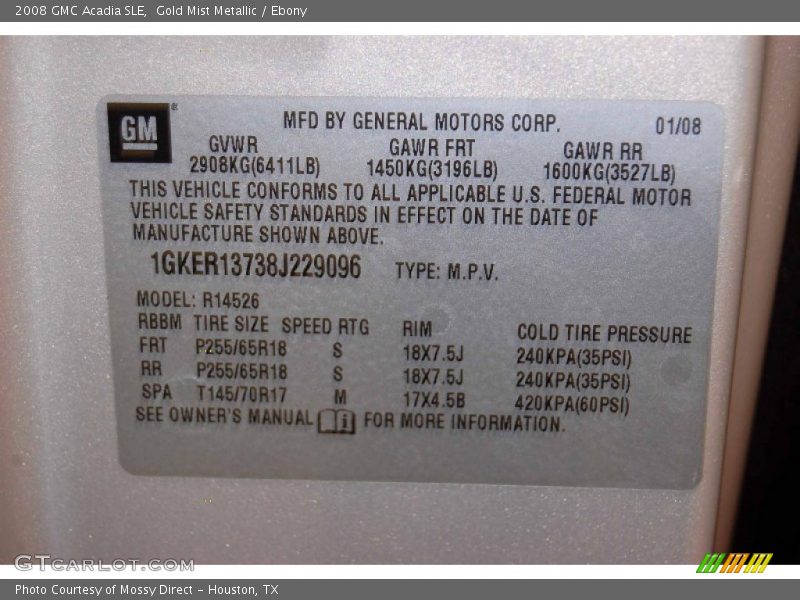 2008 GMC Acadia SLE, Gold Mist Metallic / Ebony
GM ® MFD BY GENERAL MOTORS CORP. 01/08
GVWR GAWR FRT GAWR RR
2908KG(6411LB) 1450KG(3196LB) 1600KG(3527LB)
THIS VEHICLE CONFORMS TO ALL APPLICABLE U.S. FEDERAL MOTOR
VEHICLE SAFETY STANDARDS IN EFFECT ON THE DATE OF
MANUFACTURE SHOWN ABOVE.
1GKER13738J229096 TYPE: M.P.V.
MODEL: R14526
RBBM TIRE SIZE SPEED RTG RIM COLD TIRE PRESSURE
FRT P255/65R18 S 18X7.5J 240KPA(35PSI)
RR P255/65R18 S 18X7.5J 240KPA(35PSI)
SPA T145/70R17 M 17X4.5B 420KPA(60PSI)
SEE OWNER'S MANUAL i FOR MORE INFORMATION.
GTcarlot.com
Photo Courtesy of Mossy Direct – Houston, TX